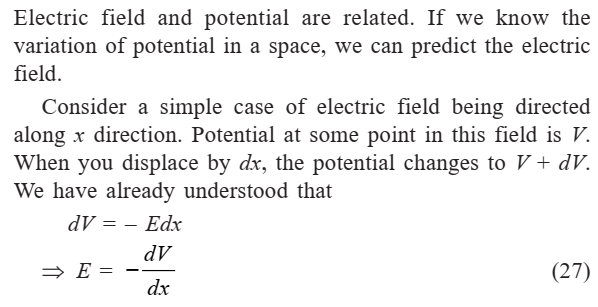 Electric field and potential are related. If we know the
variation of potential in a space, we can predict the electric
field.
Consider a simple case of electric field being directed
along x direction. Potential at some point in this field is V.
When you displace by dx, the potential changes to V + dV.
We have already understood that
dV = – Edx
⇒ E = –dV/dx (27)